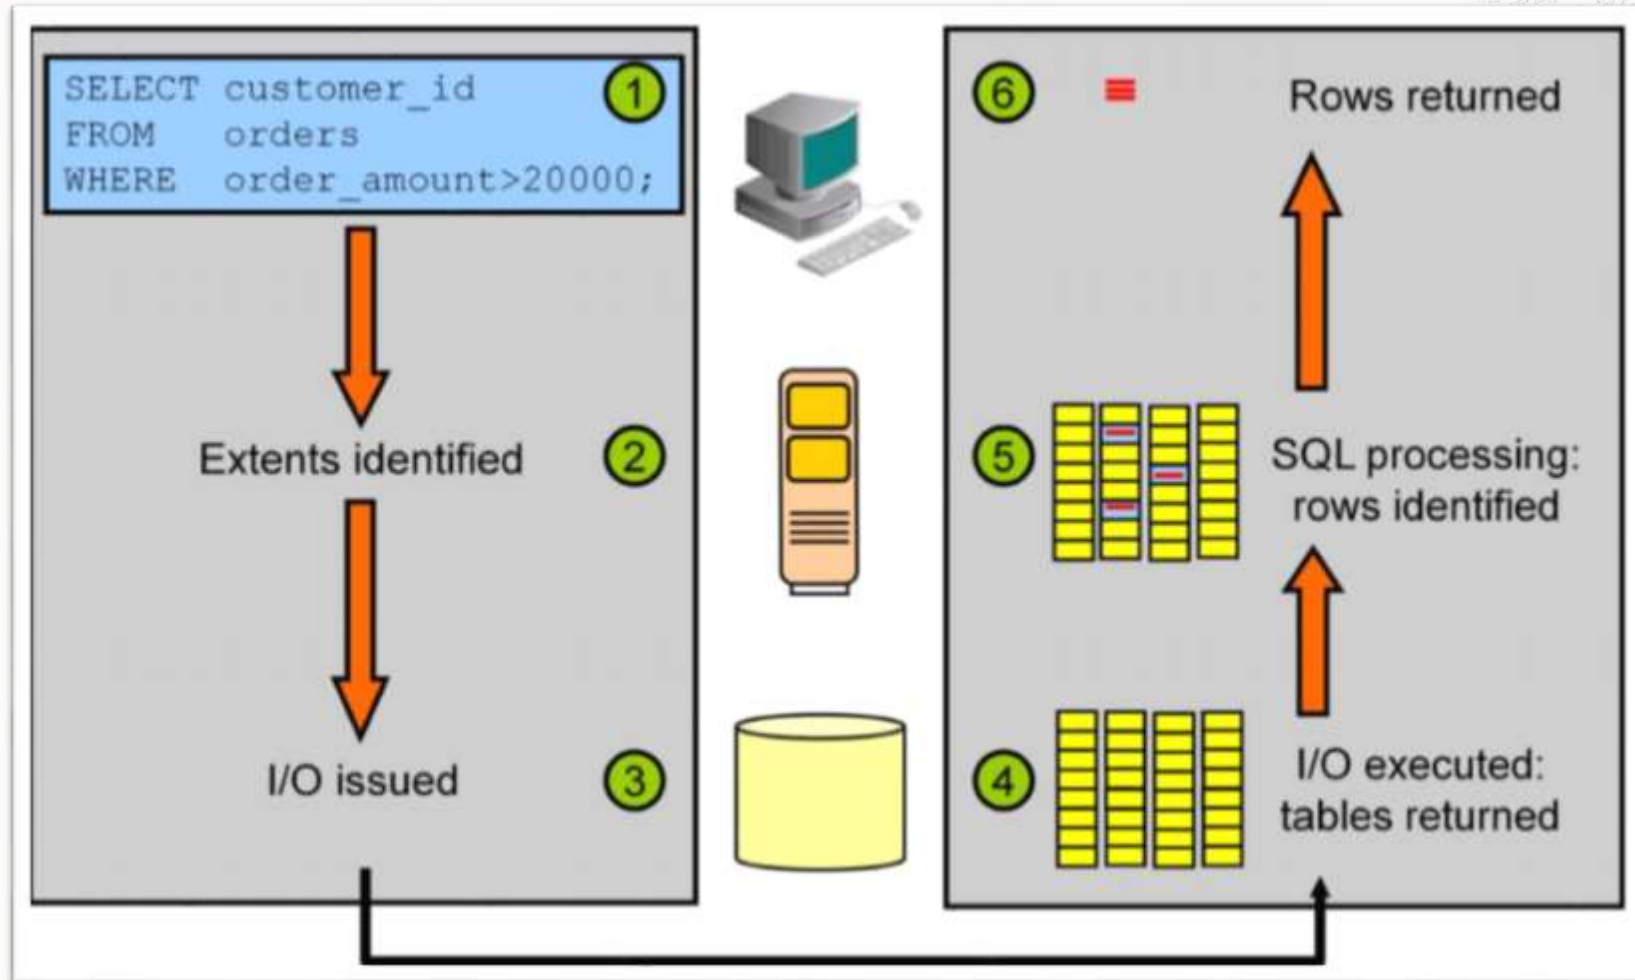 SELECT customer_id
FROM orders
WHERE order_amount>20000;
1
Extents identified
2
I/O issued
3
6
Rows returned
5
SQL processing:
rows identified
4
I/O executed:
tables returned